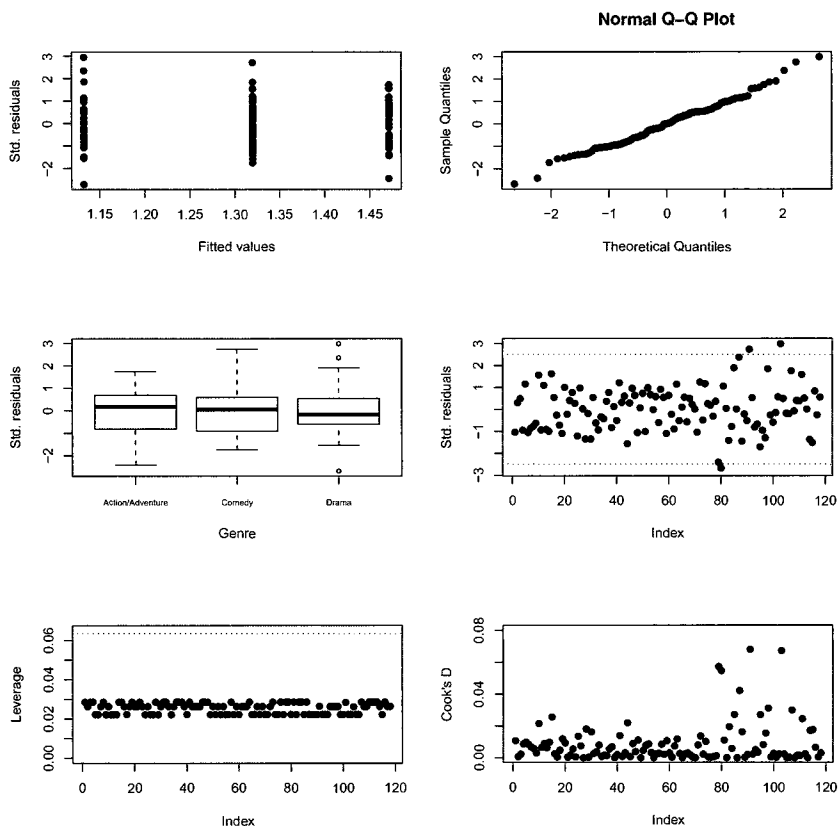 Std. residuals
3
2
1
0
−2
1.15 1.20 1.25 1.30 1.35 1.40 1.45
Fitted values
Normal Q−Q Plot
Sample Quantiles
3
2
1
0
−2
−2 −1 0 1 2
Theoretical Quantiles
Std. residuals
3
2
1
0
−2
Action/Adventure Comedy Drama
Genre
Std. residuals
3
1
−1
−3
0 20 40 60 80 100 120
Index
Leverage
0.06
0.04
0.02
0.00
0 20 40 60 80 100 120
Index
Cook's D
0.08
0.04
0.00
0 20 40 60 80 100 120
Index